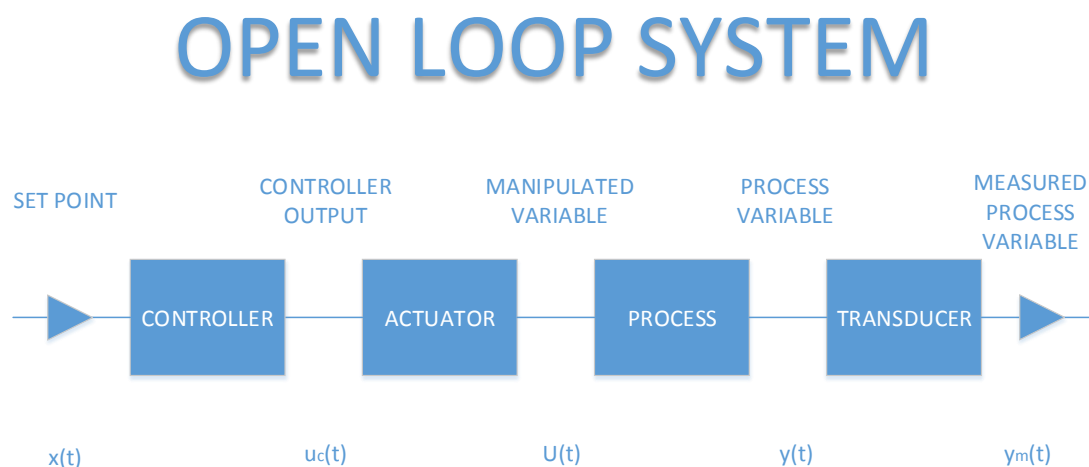 OPEN LOOP SYSTEM
SET POINT
CONTROLLER
OUTPUT
MANIPULATED
VARIABLE
PROCESS
VARIABLE
MEASURED
PROCESS
VARIABLE
CONTROLLER
ACTUATOR
PROCESS
TRANSDUCER
x(t)
uc(t)
U(t)
y(t)
ym(t)